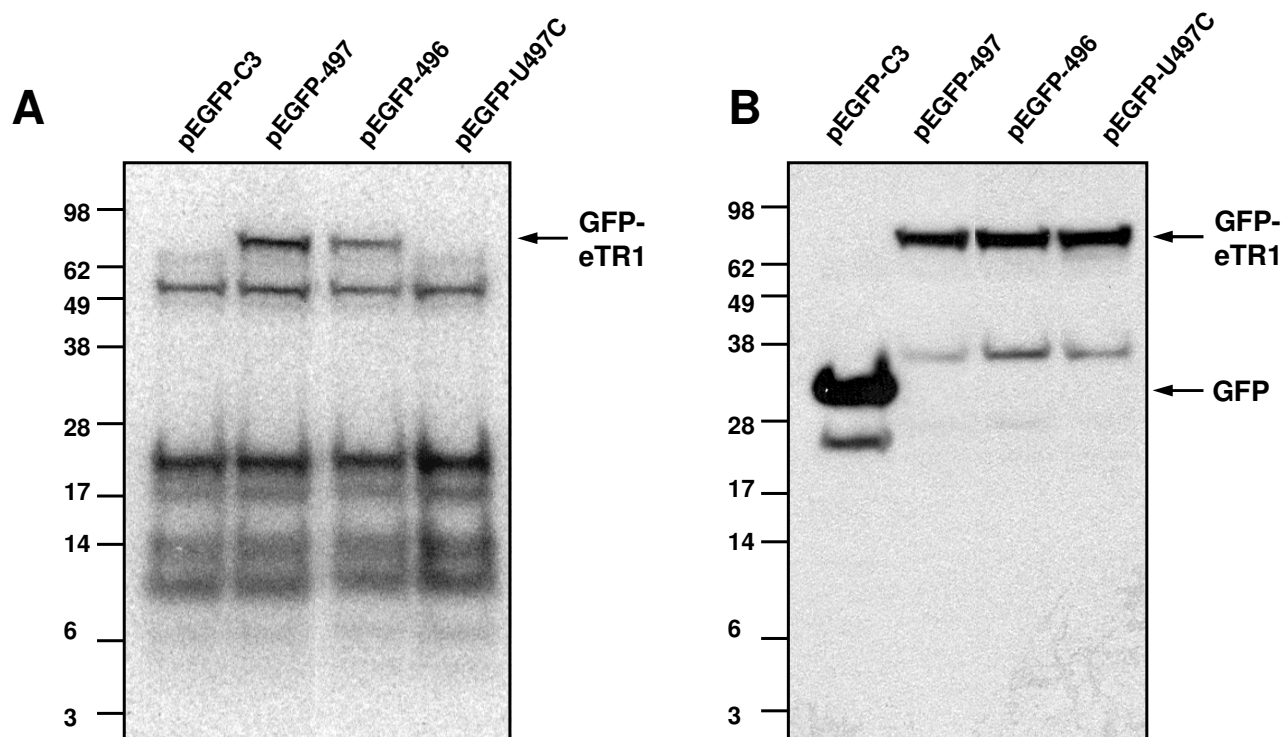 A
pEGFP-C3
pEGFP-497
pEGFP-496
pEGFP-U497C
98
62
49
38
28
17
14
6
3
GFP-
eTR1
B
pEGFP-C3
pEGFP-497
pEGFP-496
pEGFP-U497C
98
62
49
38
28
17
14
6
3
GFP-
eTR1
GFP